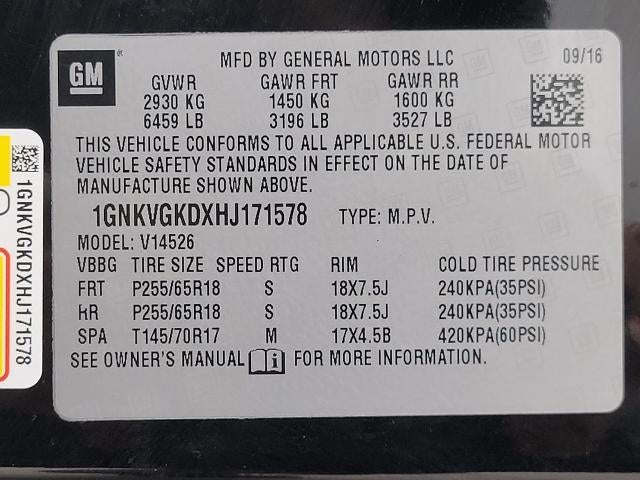 GM
MFD BY GENERAL MOTORS LLC 09/16
GVWR GAWR FRT GAWR RR
2930 KG 1450 KG 1600 KG
6459 LB 3196 LB 3527 LB
THIS VEHICLE CONFORMS TO ALL APPLICABLE U.S. FEDERAL MOTOR
VEHICLE SAFETY STANDARDS IN EFFECT ON THE DATE OF
MANUFACTURE SHOWN ABOVE.
1GNKVGKDXHJ171578 TYPE: M.P.V.
MODEL: V14526
VBBG TIRE SIZE SPEED RTG RIM COLD TIRE PRESSURE
FRT P255/65R18 S 18X7.5J 240KPA(35PSI)
RR P255/65R18 S 18X7.5J 240KPA(35PSI)
SPA T145/70R17 M 17X4.5B 420KPA(60PSI)
SEE OWNER'S MANUAL i FOR MORE INFORMATION.
1GNKVGKDXHJ171578